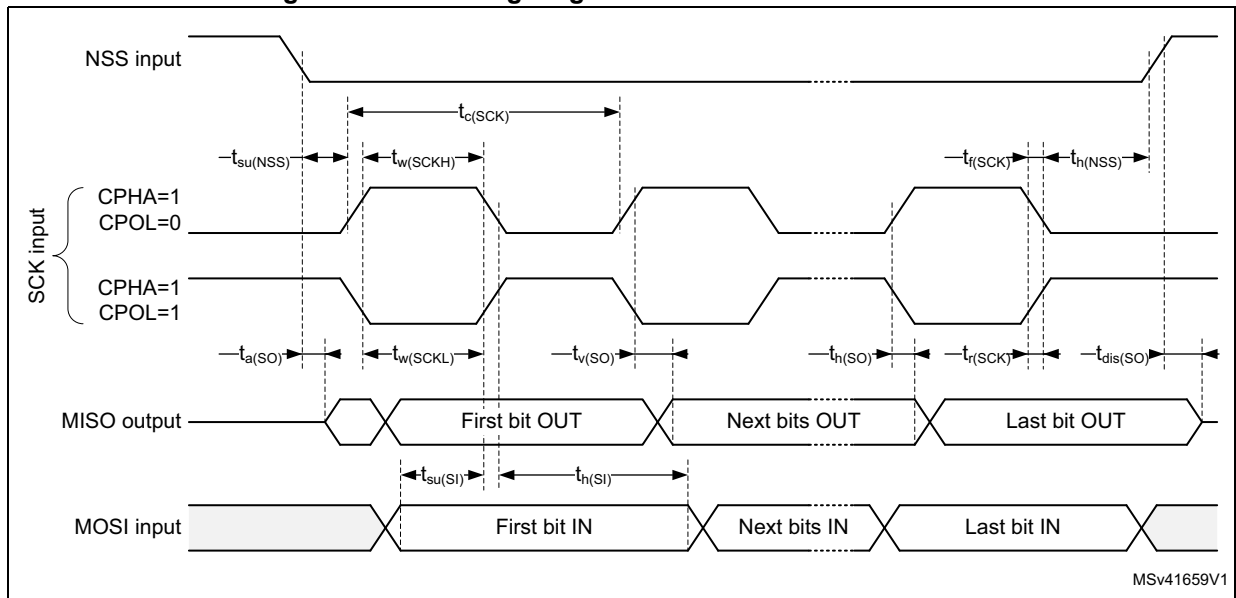 NSS input
tc(SCK)
tsu(NSS)
tw(SCKH)
tf(SCK)
th(NSS)
SCK input
CPHA=1
CPOL=0
CPHA=1
CPOL=1
ta(SO)
tw(SCKL)
tv(SO)
th(SO)
tr(SCK)
tdis(SO)
MISO output
First bit OUT
Next bits OUT
Last bit OUT
tsu(SI)
th(SI)
MOSI input
First bit IN
Next bits IN
Last bit IN
MSv41659V1